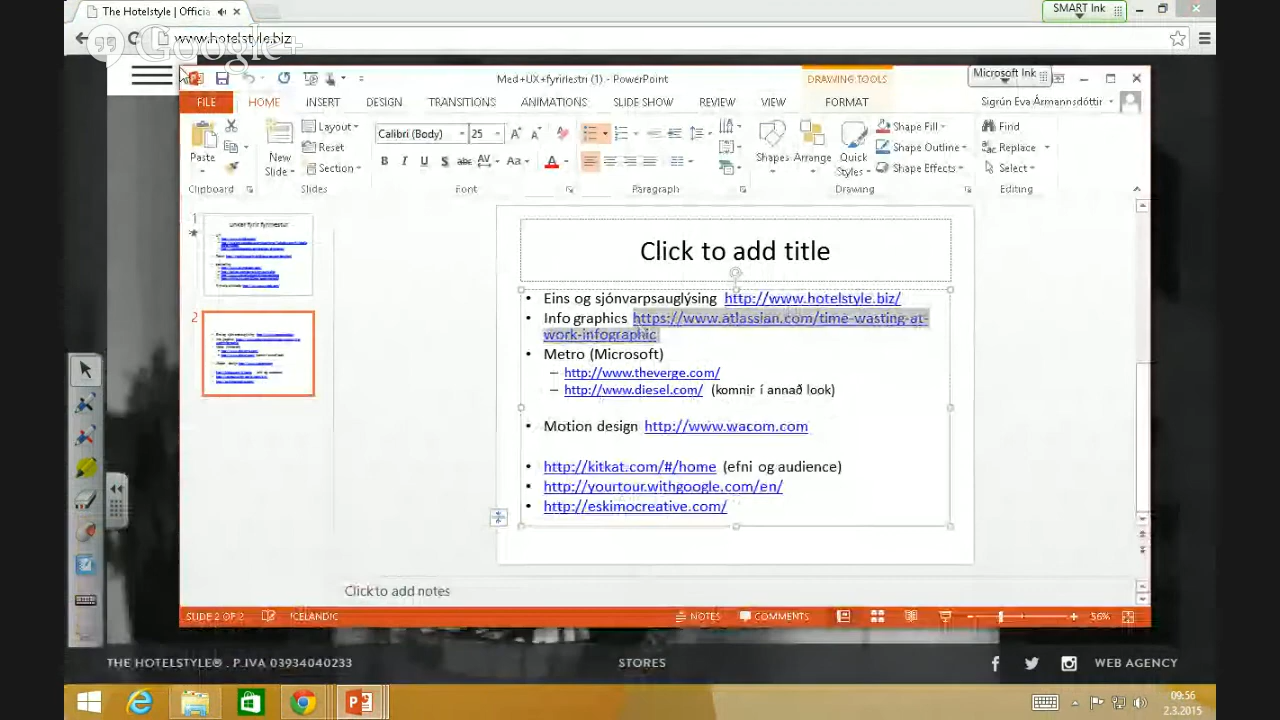 The Hotelstyle | Officia
SMART Ink
www.hotelstyle.biz
Google+
Med+UX+fyrirlestri (1) - PowerPoint
DRAWING TOOLS
Microsoft Ink
FILE HOME INSERT DESIGN TRANSITIONS ANIMATIONS SLIDE SHOW REVIEW VIEW FORMAT
Sigrún Eva Ármannsdóttir
Paste
New
Slide
Layout
Reset
Section
Calibri (Body) 25
B I U S abc AV Aa A
Shapes Arrange Quick
Styles
Shape Fill
Shape Outline
Shape Effects
Find
Replace
Select
Clipboard Slides Font Paragraph Drawing Editing
1
2
Click to add title
• Eins og sjónvarpsauglýsing http://www.hotelstyle.biz/
• Info graphics https://www.atlassian.com/time-wasting-at-
work-infographic
• Metro (Microsoft)
– http://www.theverge.com/
– http://www.diesel.com/ (komnir í annað look)
• Motion design http://www.wacom.com
• http://kitkat.com/#/home (efni og audience)
• http://yourtour.withgoogle.com/en/
• http://eskimocreative.com/
Click to add notes
SLIDE 2 OF 2 ICELANDIC NOTES COMMENTS 56%
THE HOTELSTYLE® . P.IVA 03934040233 STORES WEB AGENCY
09:56
2.3.2015